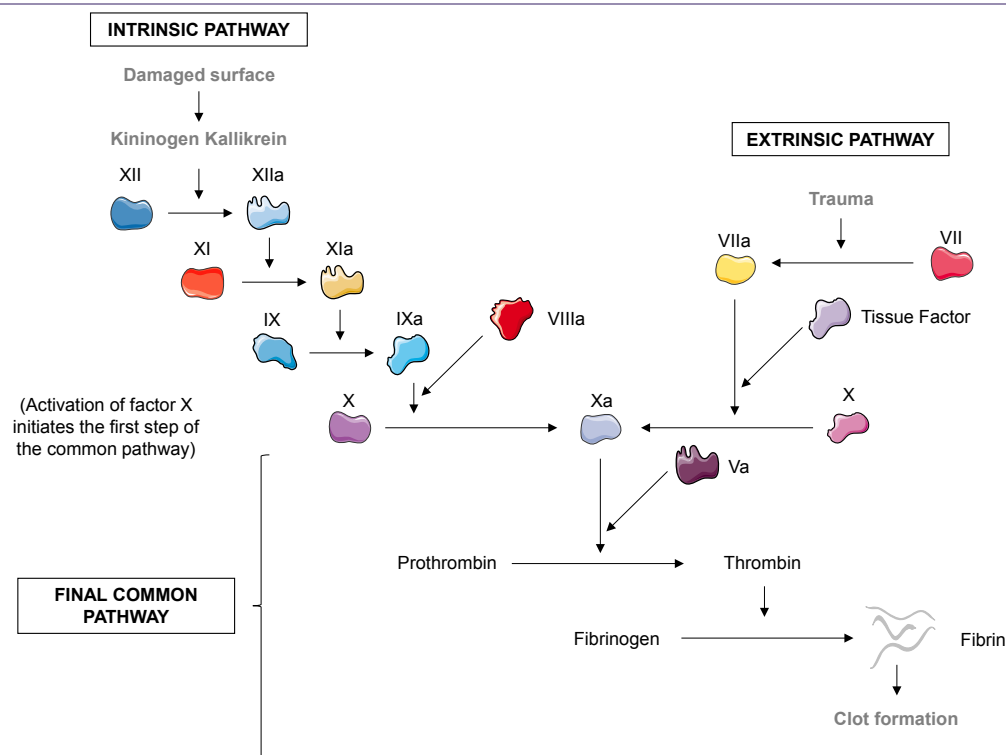 INTRINSIC PATHWAY
Damaged surface
Kininogen Kallikrein
EXTRINSIC PATHWAY
XII
XIIa
Trauma
XI
XIa
VIIa
VII
IX
IXa
VIIIa
Tissue Factor
(Activation of factor X
initiates the first step of
the common pathway)
X
Xa
X
Va
Prothrombin
Thrombin
FINAL COMMON
PATHWAY
Fibrinogen
Fibrin
Clot formation